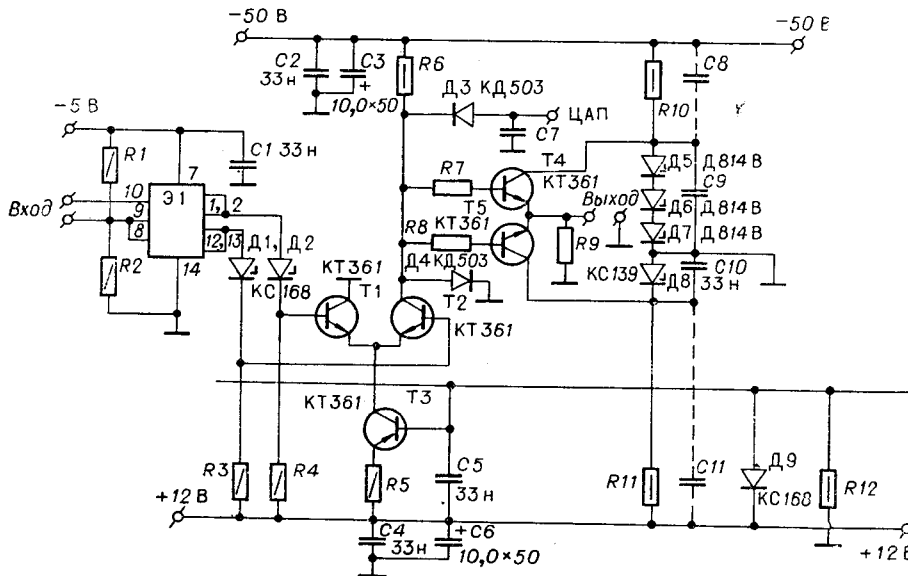 −50 В
−50 В
C2
33н
C3
+
10,0×50
R6
C8
R10
Д3 КД503
ЦАП
C7
−5 В
R1
C1 33н
7
Э1
10
9
8
1, 2
12, 13
14
Вход
R2
Д1, Д2
КС168
R7
T4
КТ361
T5
R8 КТ361
Выход
R9
Д5
Д814В
C9
Д6
Д814В
Д7
Д814В
КС139
Д8
C10
33н
Д4 КД503
T2
КТ361
КТ361
T1
КТ361
T3
R3
R4
R5
C5
33н
R11
C11
Д9
КС168
R12
+12 В
+12 В
C4
33н
+C6
10,0×50